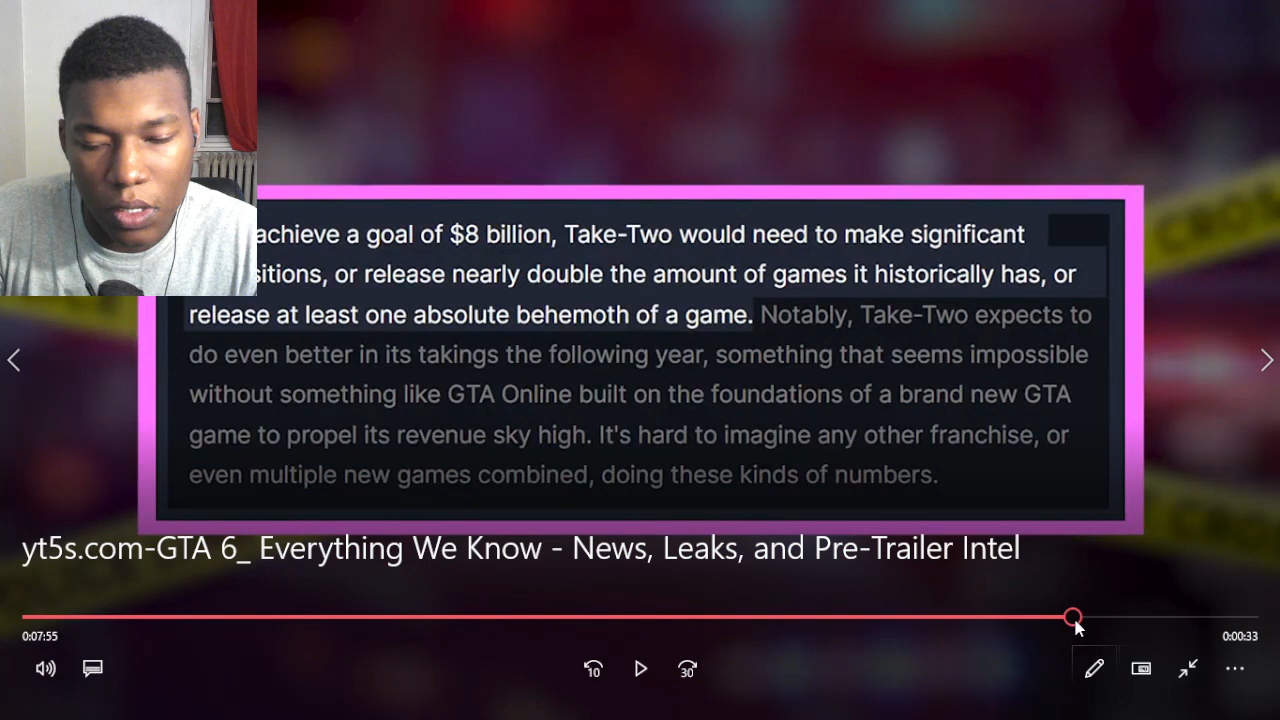 achieve a goal of $8 billion, Take-Two would need to make significant
sitions, or release nearly double the amount of games it historically has, or
release at least one absolute behemoth of a game. Notably, Take-Two expects to
do even better in its takings the following year, something that seems impossible
without something like GTA Online built on the foundations of a brand new GTA
game to propel its revenue sky high. It's hard to imagine any other franchise, or
even multiple new games combined, doing these kinds of numbers.
CROS
yt5s.com-GTA 6_ Everything We Know - News, Leaks, and Pre-Trailer Intel
0:07:55
0:00:33
10
30